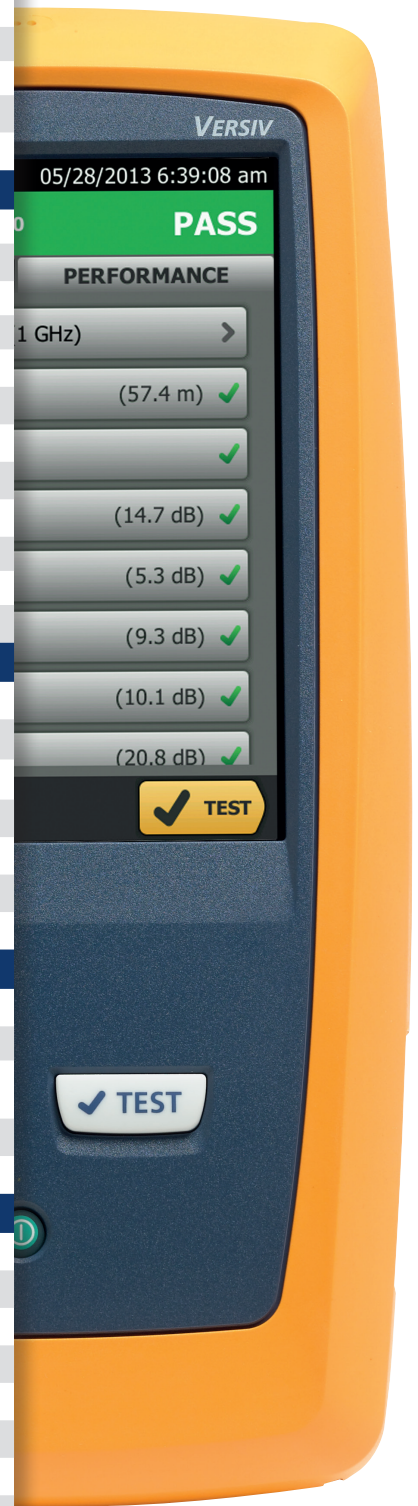 VERSIV
05/28/2013 6:39:08 am
0 PASS
PERFORMANCE
1 GHz)
(57.4 m)
(14.7 dB)
(5.3 dB)
(9.3 dB)
(10.1 dB)
(20.8 dB)
TEST
TEST